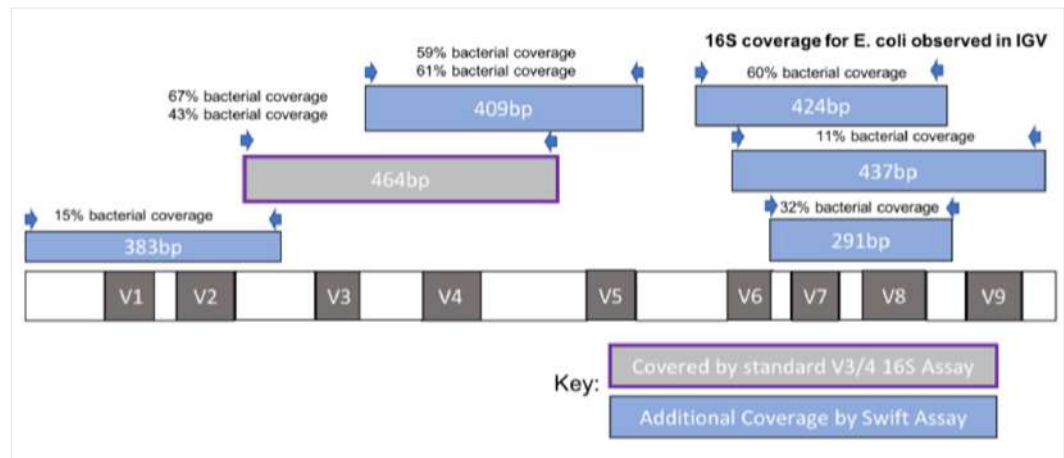 16S coverage for E. coli observed in IGV
59% bacterial coverage
61% bacterial coverage
409bp
60% bacterial coverage
424bp
67% bacterial coverage
43% bacterial coverage
464bp
11% bacterial coverage
437bp
15% bacterial coverage
383bp
32% bacterial coverage
291bp
V1 V2 V3 V4 V5 V6 V7 V8 V9
Key:
Covered by standard V3/4 16S Assay
Additional Coverage by Swift Assay